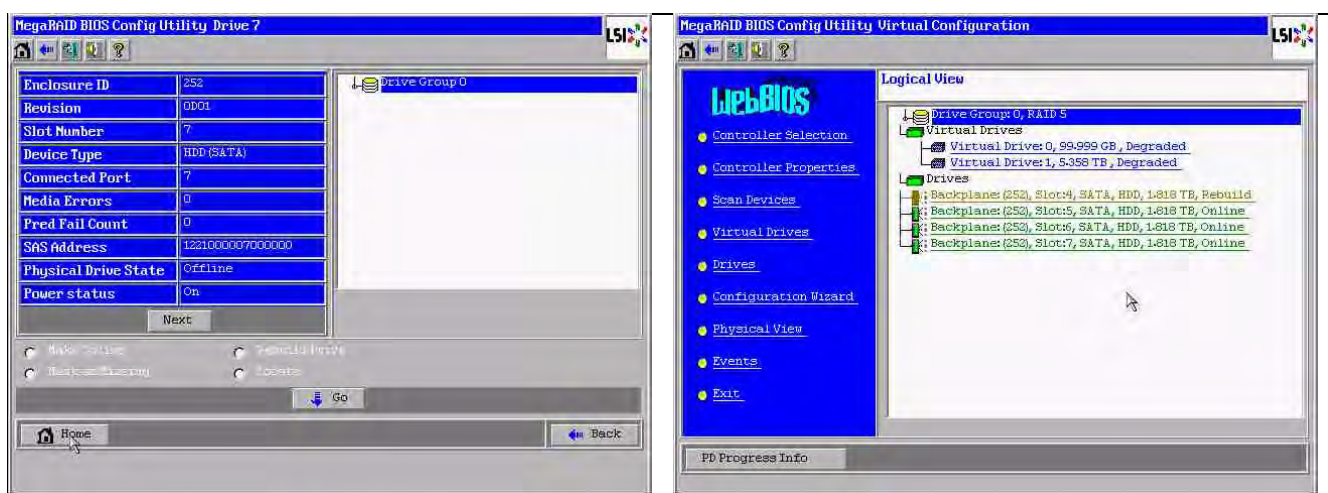 MegaRAID BIOS Config Utility Drive 7
LSI
Enclosure ID 252
Revision 0D01
Slot Number 7
Device Type HDD (SATA)
Connected Port 7
Media Errors 0
Pred Fail Count 0
SAS Address 1221000007000000
Physical Drive State Offline
Power status On
Next
Drive Group 0
Go
Home
Back
MegaRAID BIOS Config Utility Virtual Configuration
LSI
WebBIOS
Controller Selection
Controller Properties
Scan Devices
Virtual Drives
Drives
Configuration Wizard
Physical View
Events
Exit
Logical View
Drive Group: 0, RAID 5
Virtual Drives
Virtual Drive: 0, 99.999 GB, Degraded
Virtual Drive: 1, 5.358 TB, Degraded
Drives
Backplane: (252), Slot:4, SATA, HDD, 1.818 TB, Rebuild
Backplane: (252), Slot:5, SATA, HDD, 1.818 TB, Online
Backplane: (252), Slot:6, SATA, HDD, 1.818 TB, Online
Backplane: (252), Slot:7, SATA, HDD, 1.818 TB, Online
PD Progress Info